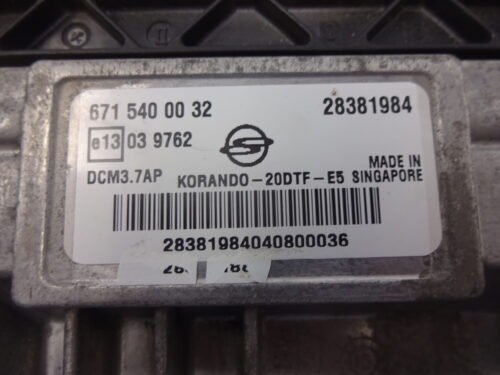 671 540 00 32 28381984
e13 03 9762
DCM3.7AP KORANDO-20DTF-E5 MADE IN SINGAPORE
28381984040800036